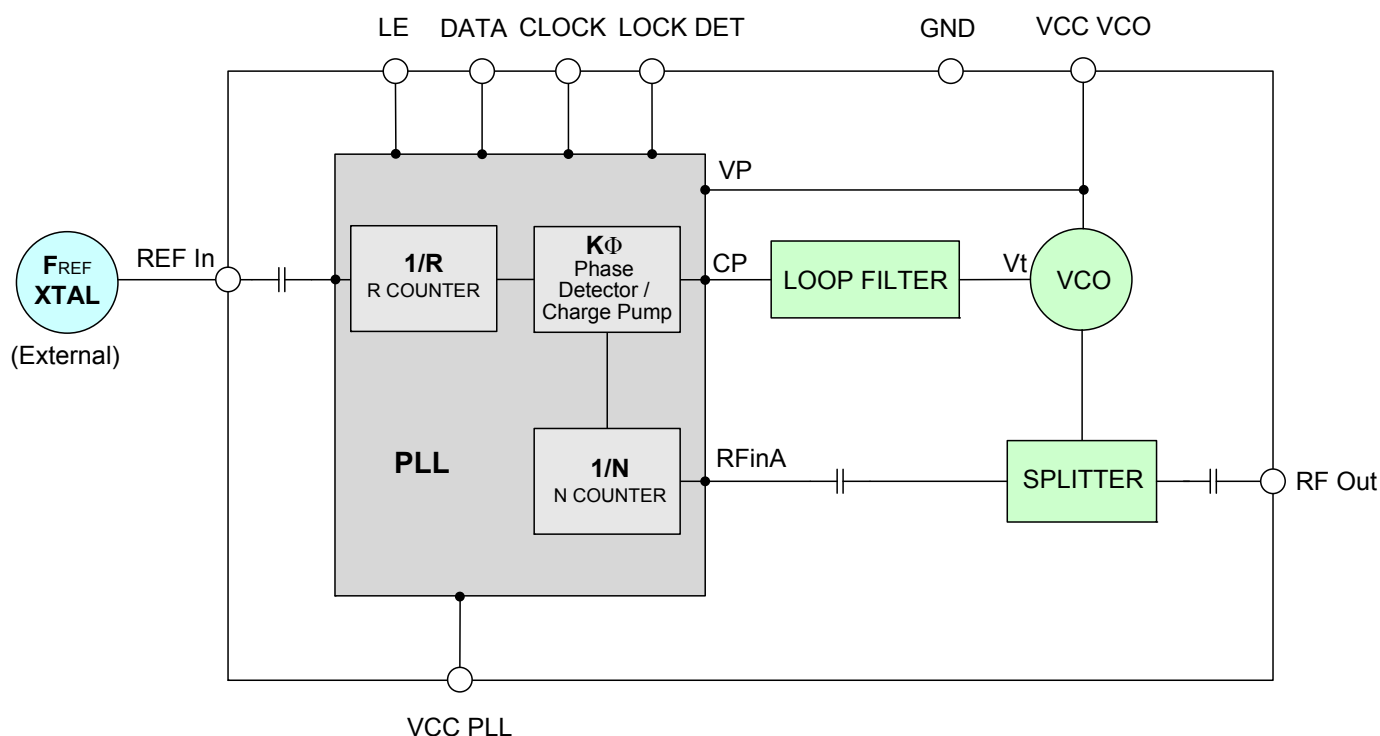 LE
DATA
CLOCK
LOCK DET
GND
VCC VCO
VP
FREF
XTAL
(External)
REF In
1/R
R COUNTER
KΦ
Phase
Detector /
Charge Pump
CP
LOOP FILTER
Vt
VCO
PLL
1/N
N COUNTER
RFinA
SPLITTER
RF Out
VCC PLL